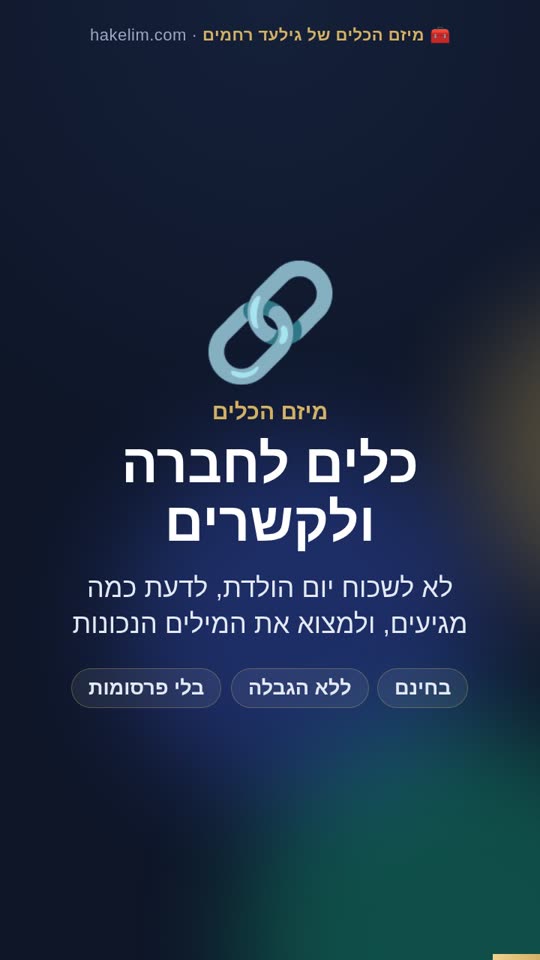 🧰 מיזם הכלים של גילעד רחמים · hakelim.com
מיזם הכלים
כלים לחברה
ולקשרים
לא לשכוח יום הולדת, לדעת כמה
מגיעים, ולמצוא את המילים הנכונות
בחינם
ללא הגבלה
בלי פרסומות